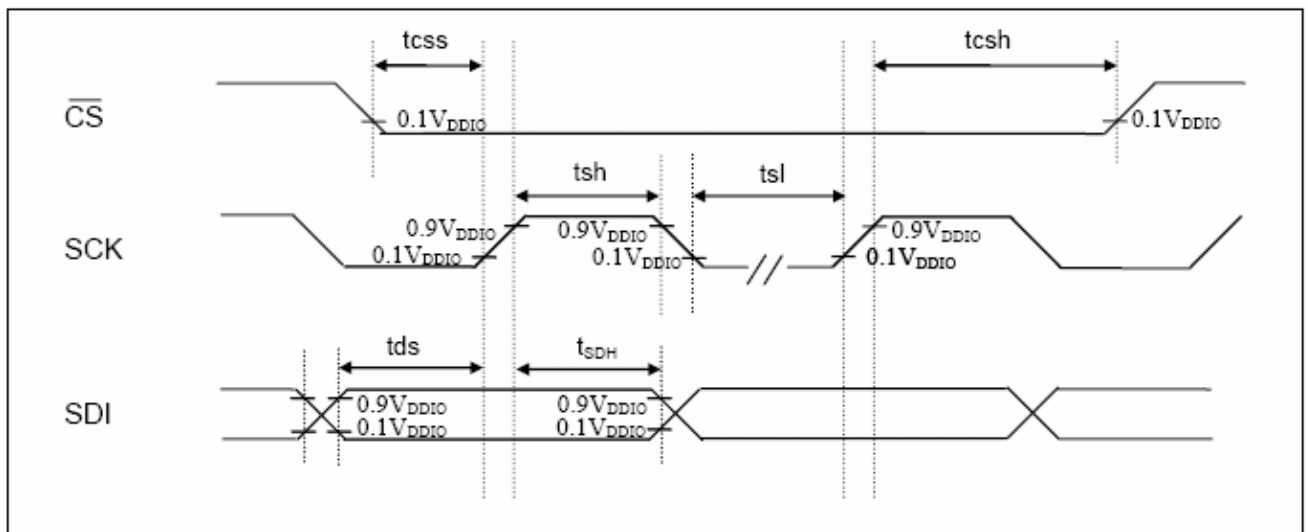 tcss
tcsh
CS
0.1VDDIO
0.1VDDIO
tsh
tsl
SCK
0.9VDDIO
0.9VDDIO
0.9VDDIO
0.1VDDIO
0.1VDDIO
0.1VDDIO
tds
tSDH
SDI
0.9VDDIO
0.9VDDIO
0.1VDDIO
0.1VDDIO